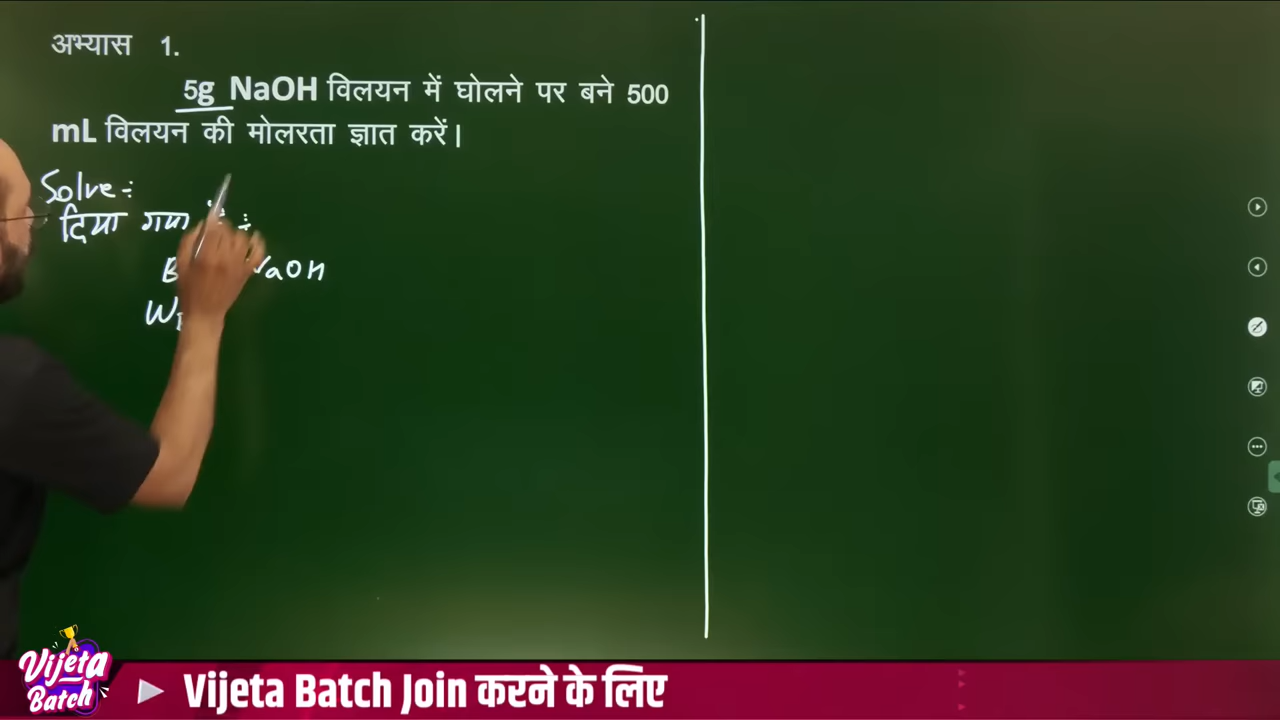 अभ्यास 1.
5g NaOH विलयन में घोलने पर बने 500
mL विलयन की मोलरता ज्ञात करें।
Solve÷
दिया गया
NaOH
Vijeta Batch
Vijeta Batch Join करने के लिए